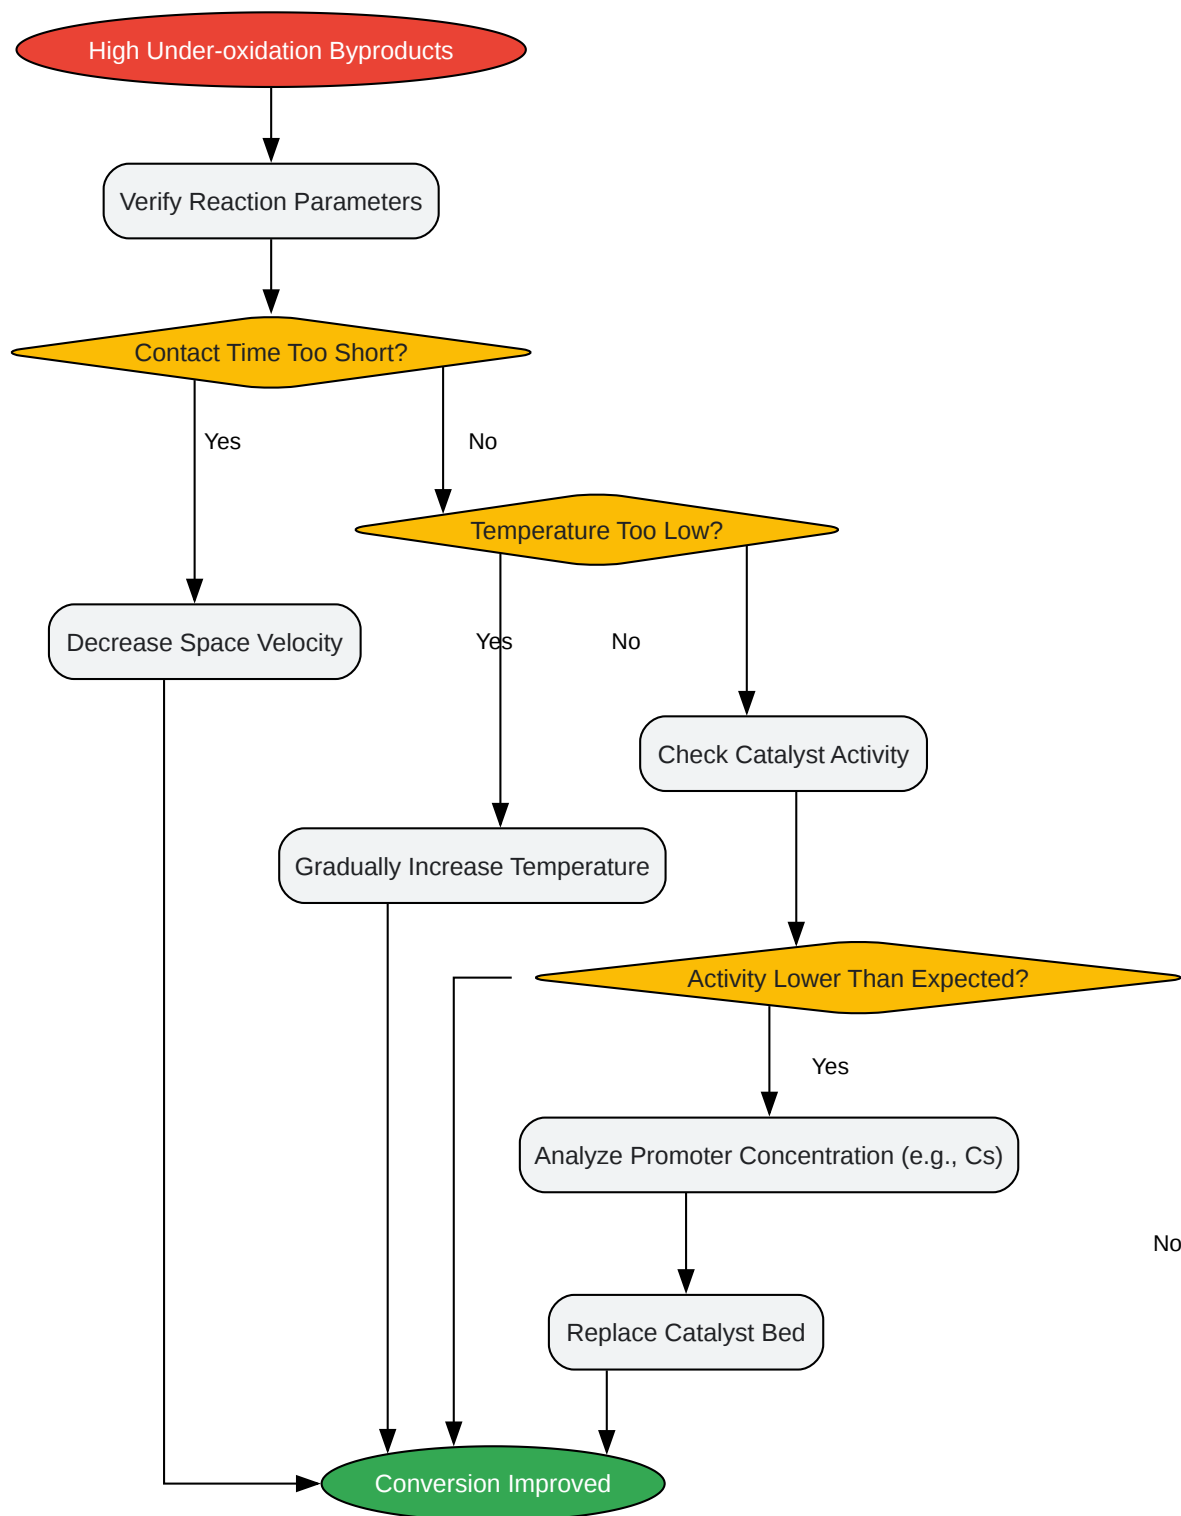 High Under-oxidation Byproducts
Verify Reaction Parameters
Contact Time Too Short?
Yes
No
Temperature Too Low?
Decrease Space Velocity
Yes
No
Check Catalyst Activity
Gradually Increase Temperature
Activity Lower Than Expected?
Yes
Analyze Promoter Concentration (e.g., Cs)
No
Replace Catalyst Bed
Conversion Improved